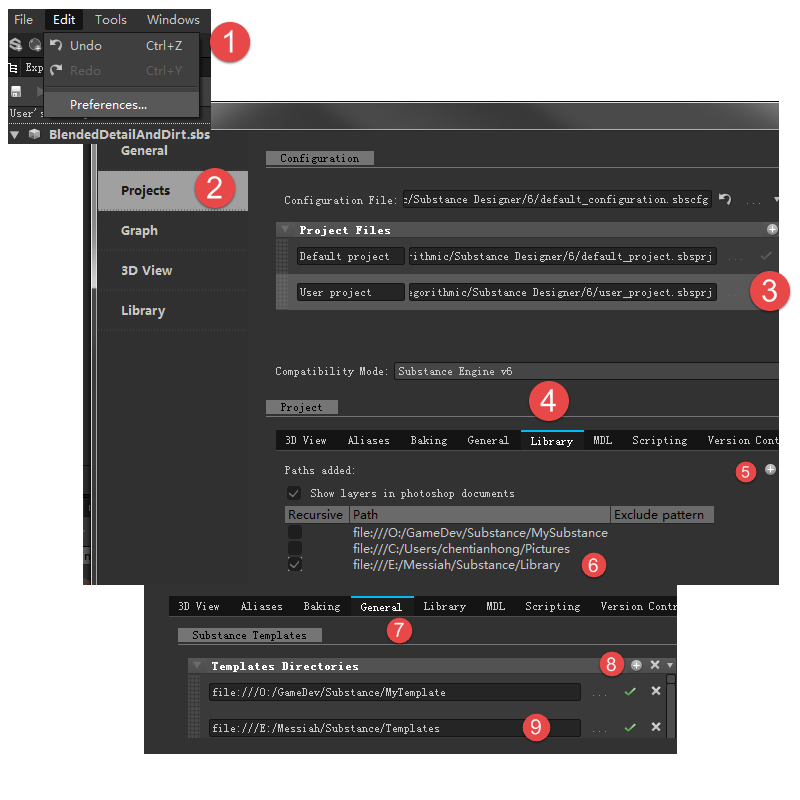 File Edit Tools Windows
1
Undo Ctrl+Z
Exp
Redo Ctrl+Y
Preferences...
User's
BlendedDetailAndDirt.sbs
General
Projects
2
Graph
3D View
Library
Configuration
Configuration File: c/Substance Designer/6/default_configuration.sbscfg ...
Project Files
Default project ithmic/Substance Designer/6/default_project.sbsprj ...
User project gorithmic/Substance Designer/6/user_project.sbsprj
3
Compatibility Mode: Substance Engine v6
4
Project
3D View Aliases Baking General Library MDL Scripting Version Cont
Paths added:
5
Show layers in photoshop documents
Recursive Path Exclude pattern
file:///O:/GameDev/Substance/MySubstance
file:///C:/Users/chentianhong/Pictures
file:///E:/Messiah/Substance/Library
6
3D View Aliases Baking General Library MDL Scripting Version Contr
7
Substance Templates
Templates Directories
8
file:///O:/GameDev/Substance/MyTemplate ...
file:///E:/Messiah/Substance/Templates ...
9